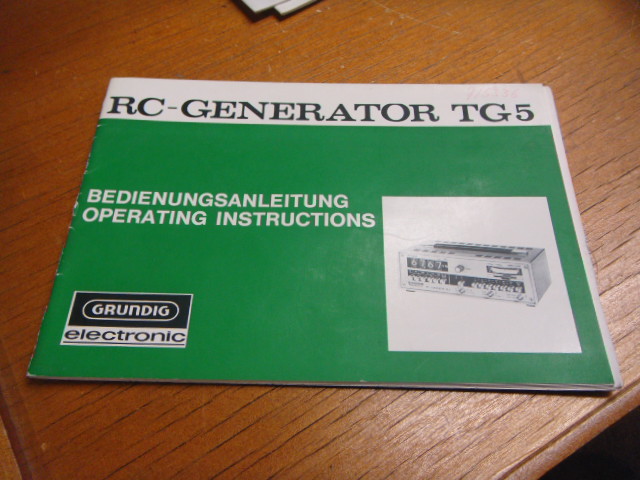 RC-GENERATOR TG5
BEDIENUNGSANLEITUNG
OPERATING INSTRUCTIONS
GRUNDIG
electronic